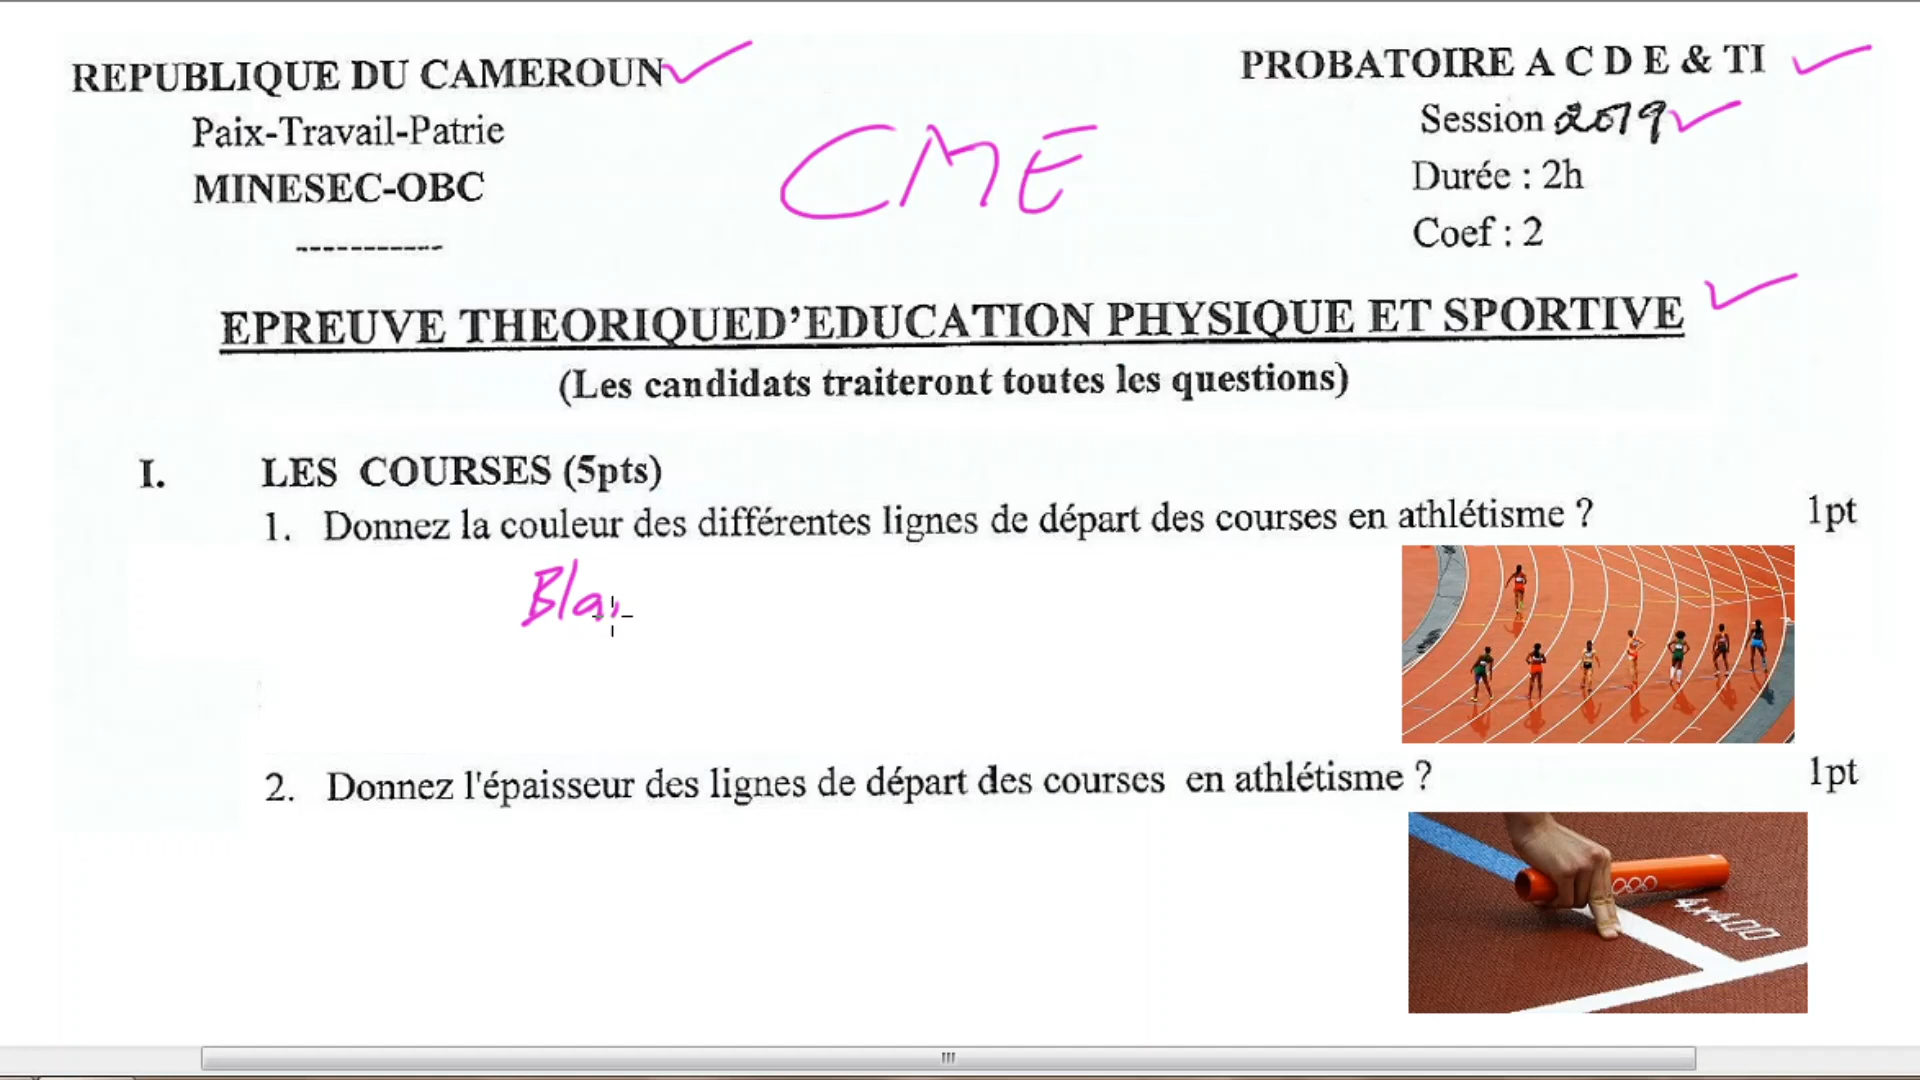 REPUBLIQUE DU CAMEROUN
Paix-Travail-Patrie
MINESEC-OBC
-----------
PROBATOIRE A C D E & TI
Session 2019
Durée : 2h
Coef : 2
CME
EPREUVE THEORIQUED'EDUCATION PHYSIQUE ET SPORTIVE
(Les candidats traiteront toutes les questions)
I. LES COURSES (5pts)
1. Donnez la couleur des différentes lignes de départ des courses en athlétisme ? 1pt
Bla
2. Donnez l'épaisseur des lignes de départ des courses en athlétisme ? 1pt
4x400